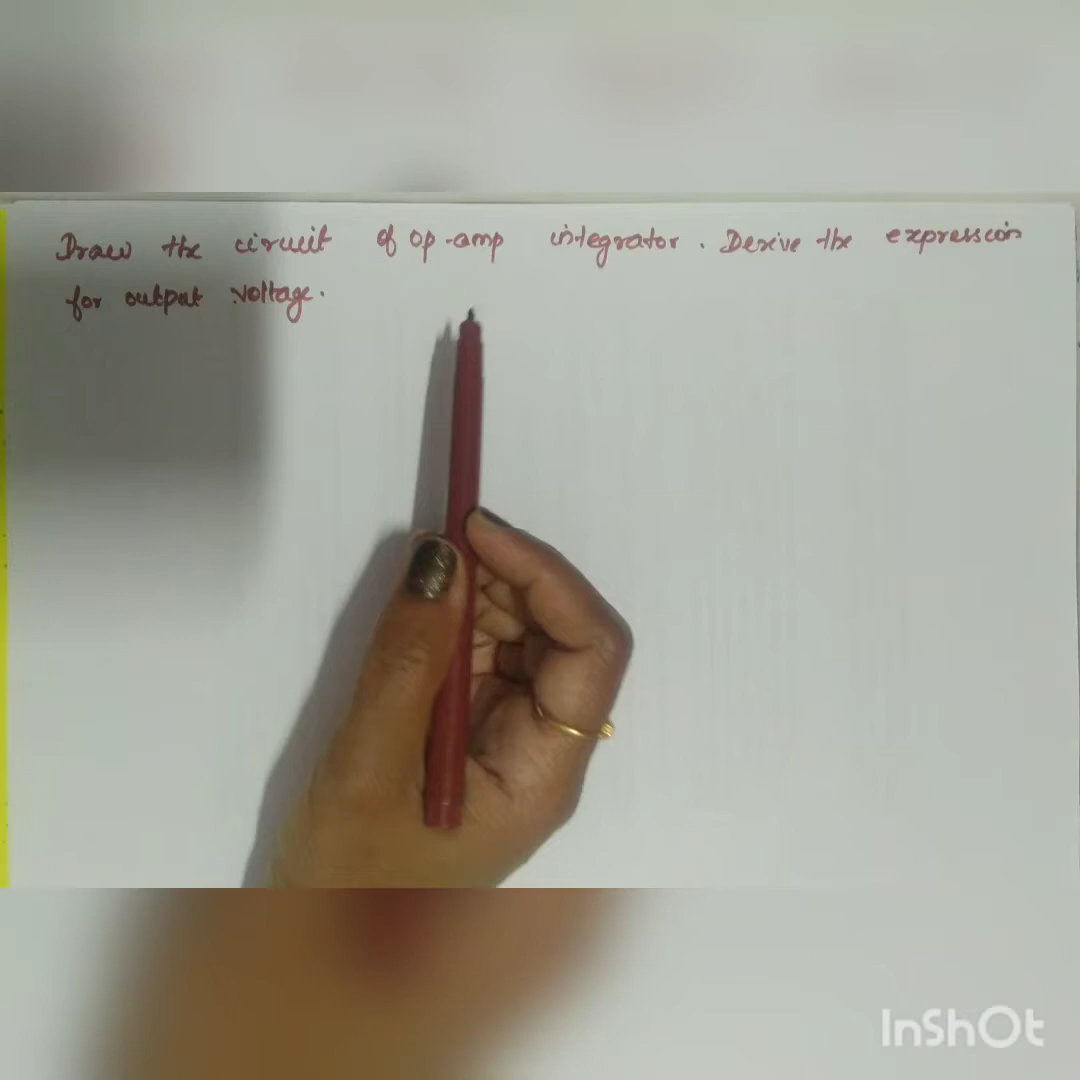 Draw the circuit of op-amp integrator. Derive the expression
for output voltage.
InShOt